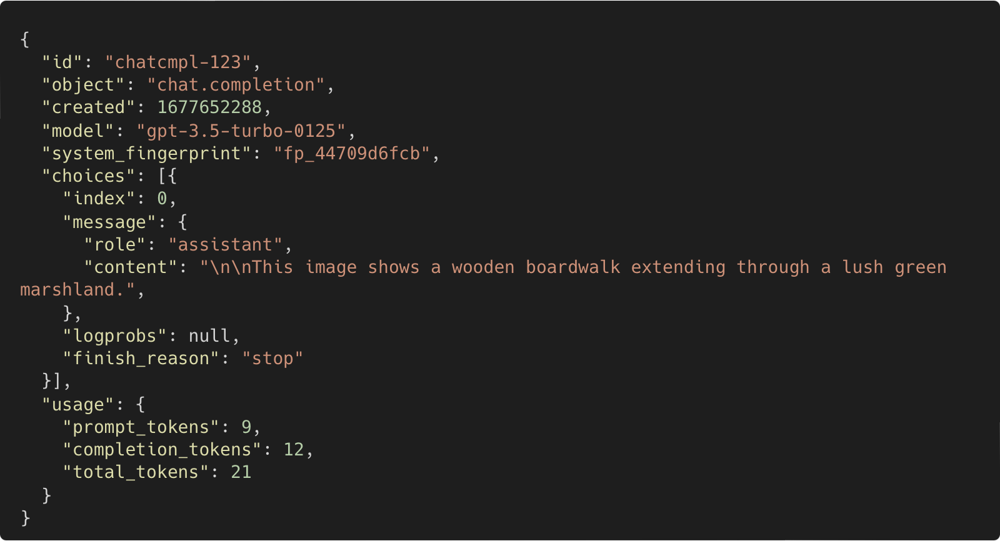 {
  "id": "chatcmpl-123",
  "object": "chat.completion",
  "created": 1677652288,
  "model": "gpt-3.5-turbo-0125",
  "system_fingerprint": "fp_44709d6fcb",
  "choices": [{
    "index": 0,
    "message": {
      "role": "assistant",
      "content": "\n\nThis image shows a wooden boardwalk extending through a lush green
marshland.",
    },
    "logprobs": null,
    "finish_reason": "stop"
  }],
  "usage": {
    "prompt_tokens": 9,
    "completion_tokens": 12,
    "total_tokens": 21
  }
}